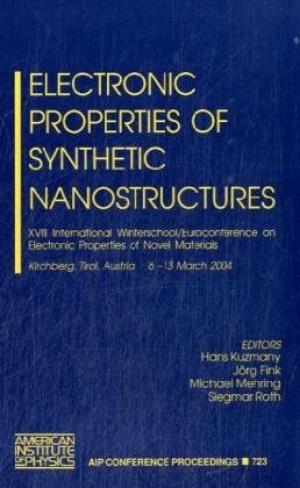 ELECTRONIC
PROPERTIES OF
SYNTHETIC
NANOSTRUCTURES
XVIII International Winterschool/Euroconference on
Electronic Properties of Novel Materials
Kirchberg, Tirol, Austria 6–13 March 2004
EDITORS
Hans Kuzmany
Jörg Fink
Michael Mehring
Siegmar Roth
AMERICAN
INSTITUTE
OF PHYSICS
AIP CONFERENCE PROCEEDINGS ■ 723